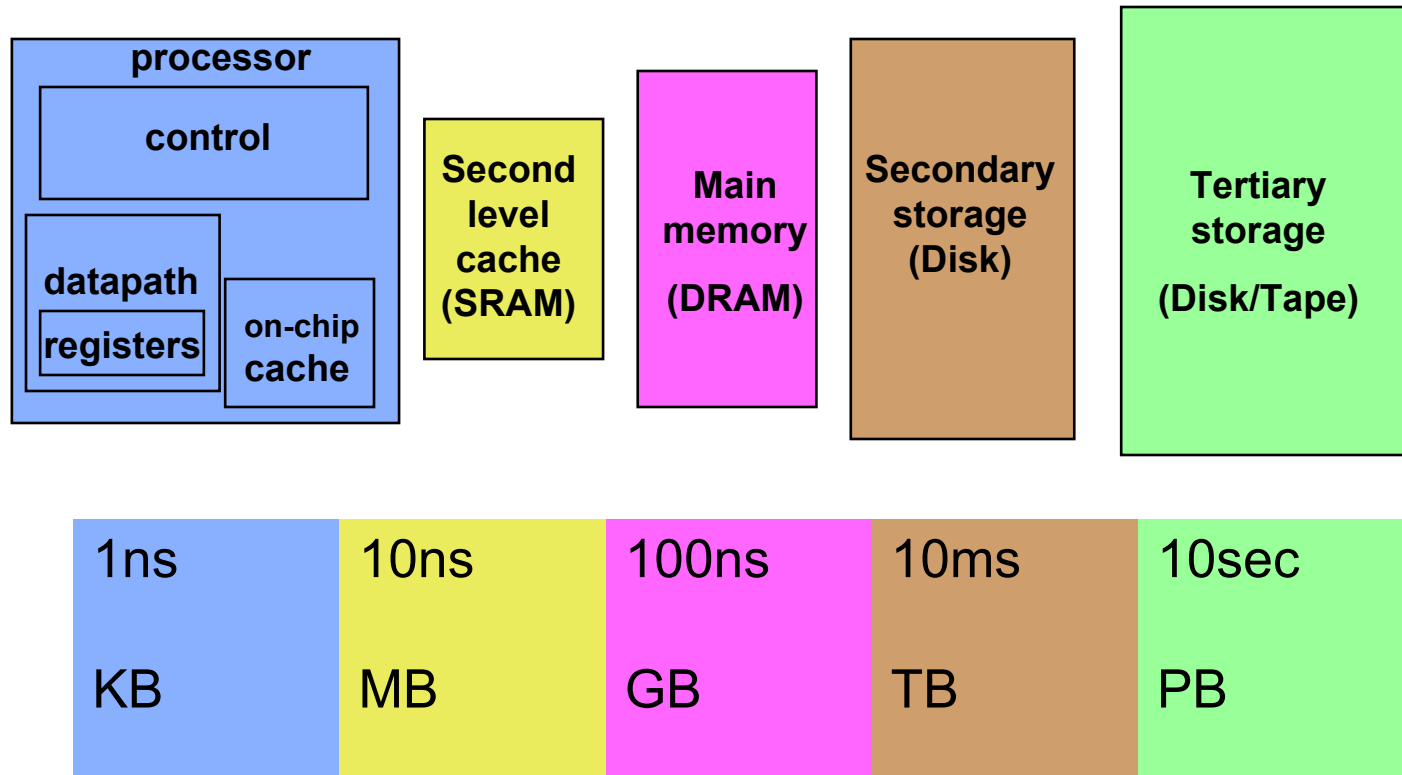 processor
control
datapath
registers
on-chip
cache
Second
level
cache
(SRAM)
Main
memory
(DRAM)
Secondary
storage
(Disk)
Tertiary
storage
(Disk/Tape)
1ns
10ns
100ns
10ms
10sec
KB
MB
GB
TB
PB